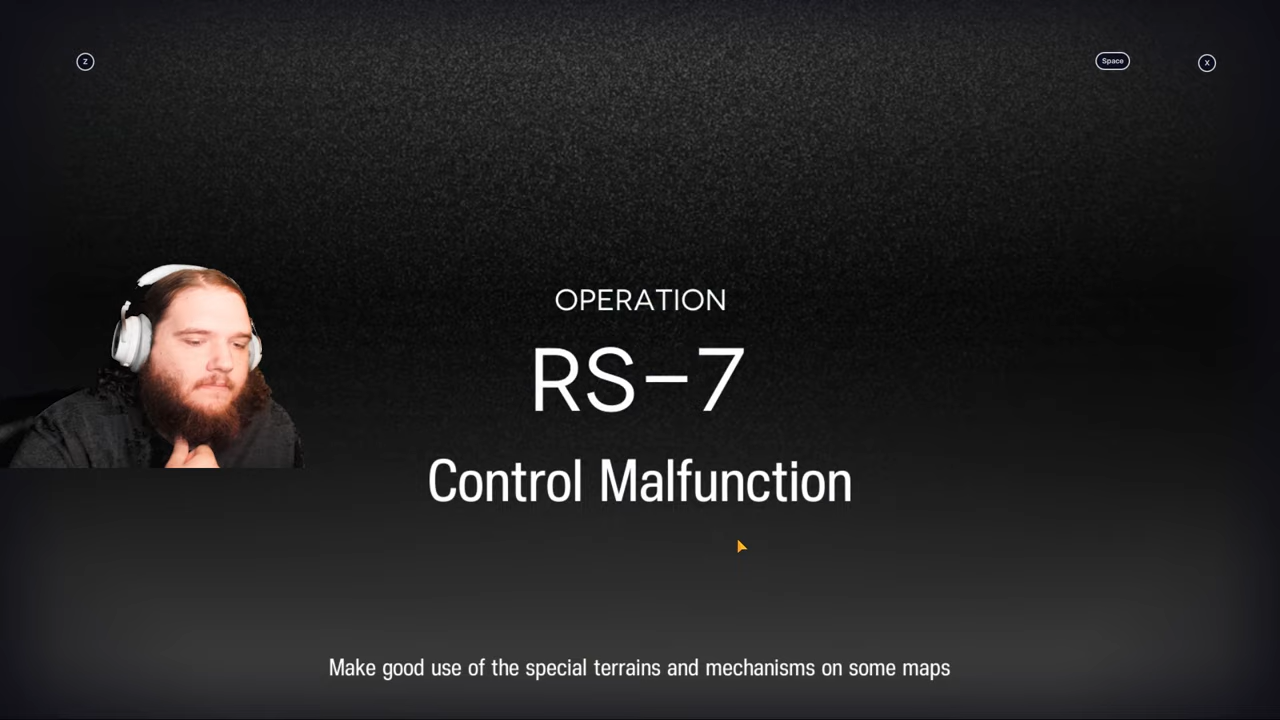 Z
Space
X
OPERATION
RS-7
Control Malfunction
Make good use of the special terrains and mechanisms on some maps